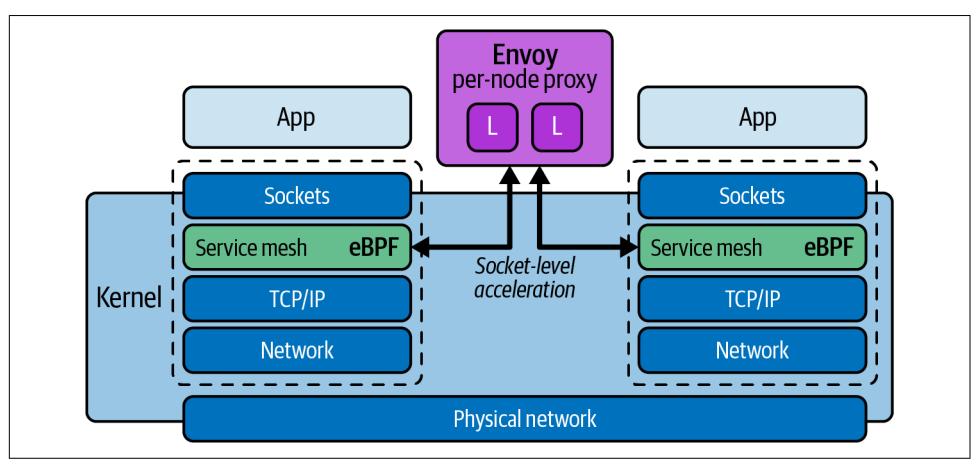 Envoy
per-node proxy
L L
App
App
Sockets
Service mesh eBPF
TCP/IP
Network
Kernel
Socket-level
acceleration
Sockets
Service mesh eBPF
TCP/IP
Network
Physical network